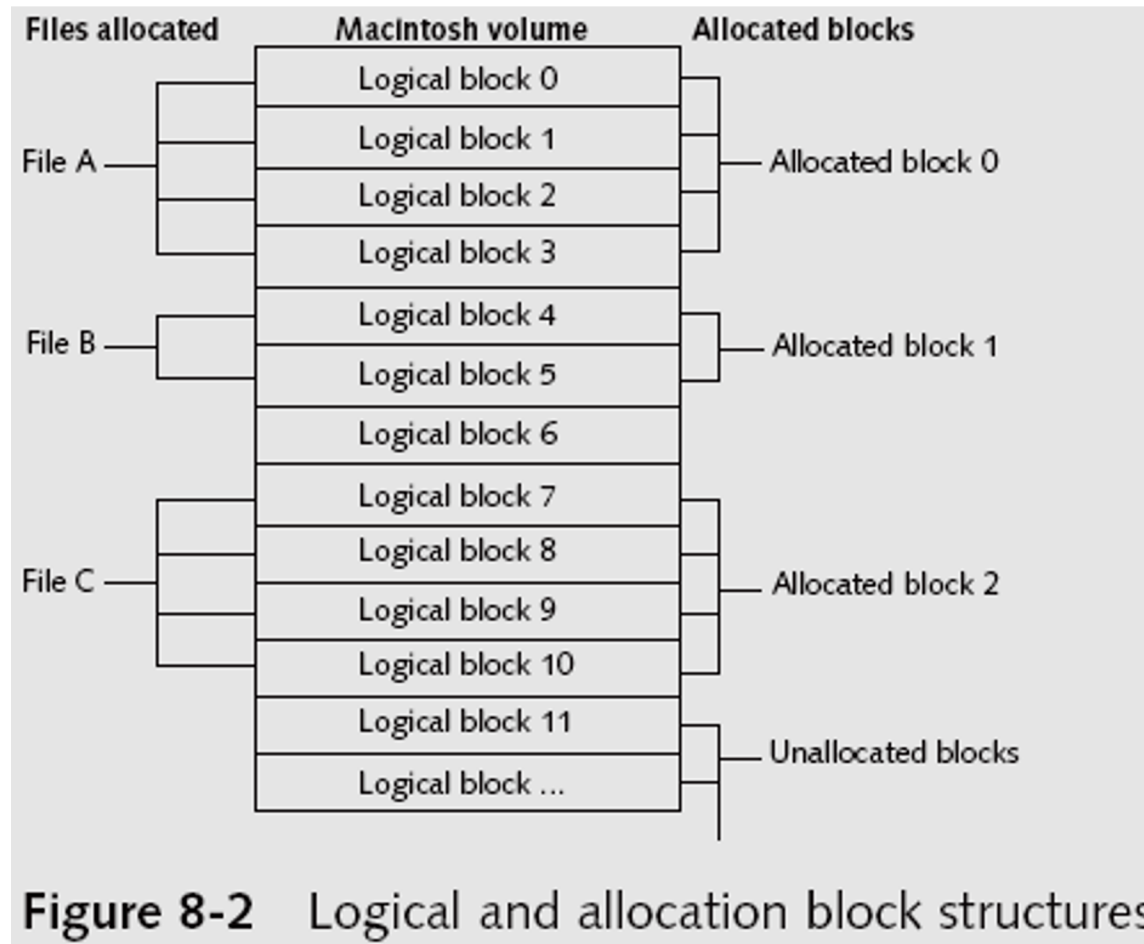 Files allocated Macintosh volume Allocated blocks
Logical block 0
Logical block 1
File A Allocated block 0
Logical block 2
Logical block 3
Logical block 4
File B Allocated block 1
Logical block 5
Logical block 6
Logical block 7
Logical block 8
File C Allocated block 2
Logical block 9
Logical block 10
Logical block 11
Unallocated blocks
Logical block ...
Figure 8-2 Logical and allocation block structures